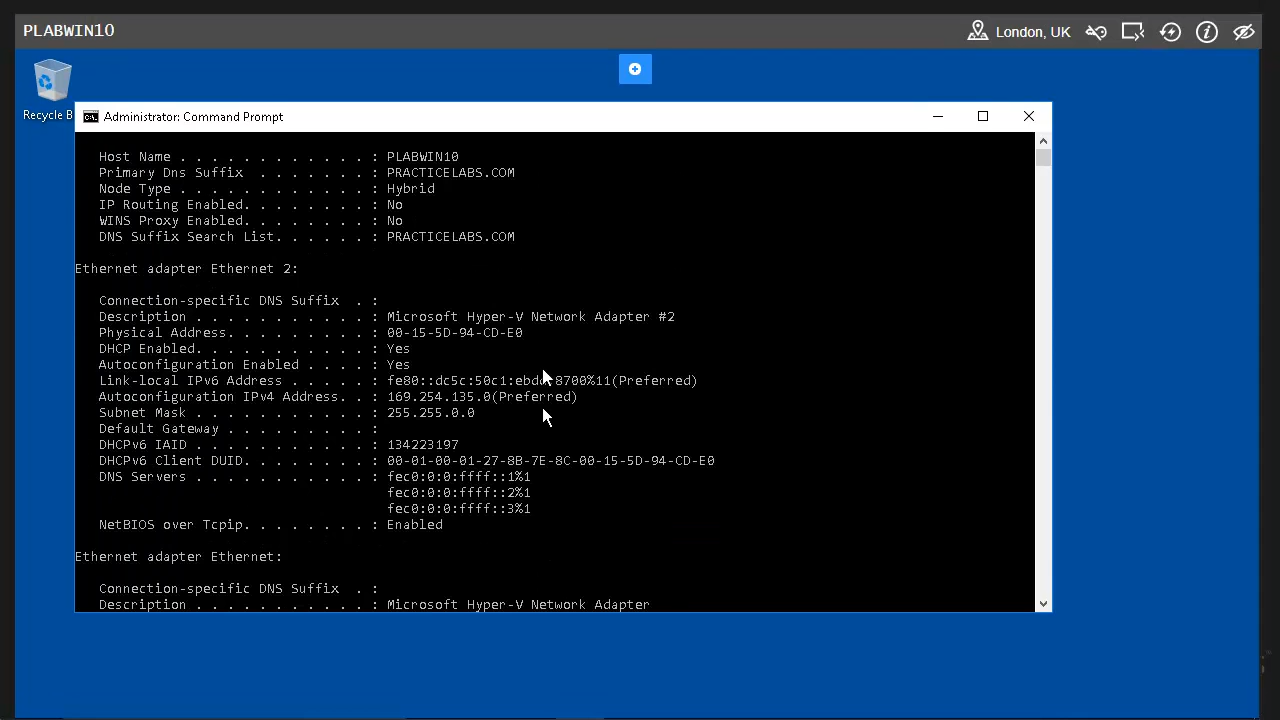 PLABWIN10
London, UK
Recycle B
Administrator: Command Prompt
Host Name . . . . . . . . . . . . : PLABWIN10
Primary Dns Suffix  . . . . . . . : PRACTICELABS.COM
Node Type . . . . . . . . . . . . : Hybrid
IP Routing Enabled. . . . . . . . : No
WINS Proxy Enabled. . . . . . . . : No
DNS Suffix Search List. . . . . . : PRACTICELABS.COM
Ethernet adapter Ethernet 2:
Connection-specific DNS Suffix  . :
Description . . . . . . . . . . . : Microsoft Hyper-V Network Adapter #2
Physical Address. . . . . . . . . : 00-15-5D-94-CD-E0
DHCP Enabled. . . . . . . . . . . : Yes
Autoconfiguration Enabled . . . . : Yes
Link-local IPv6 Address . . . . . :
Autoconfiguration IPv4 Address. . : 169.254.135.0(Preferred)
Subnet Mask . . . . . . . . . . . : 255.255.0.0
Default Gateway . . . . . . . . . :
DHCPv6 IAID . . . . . . . . . . . : 134223197
DHCPv6 Client DUID. . . . . . . . : 00-01-00-01-27-8B-7E-8C-00-15-5D-94-CD-E0
DNS Servers . . . . . . . . . . . : fec0:0:0:ffff::1%1
fec0:0:0:ffff::2%1
fec0:0:0:ffff::3%1
NetBIOS over Tcpip. . . . . . . . : Enabled
Ethernet adapter Ethernet:
Connection-specific DNS Suffix  . :
Description . . . . . . . . . . . : Microsoft Hyper-V Network Adapter